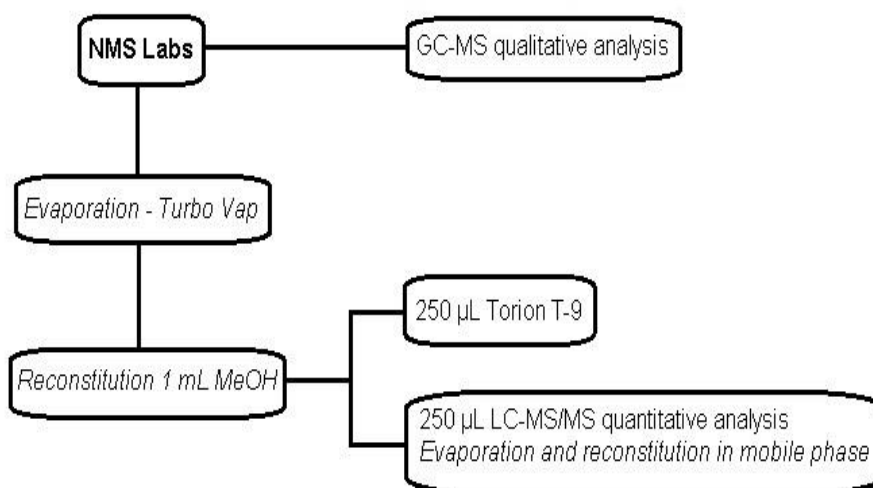 NMS Labs
GC-MS qualitative analysis
Evaporation - Turbo Vap
250 µL Torion T-9
Reconstitution 1 mL MeOH
250 µL LC-MS/MS quantitative analysis
Evaporation and reconstitution in mobile phase